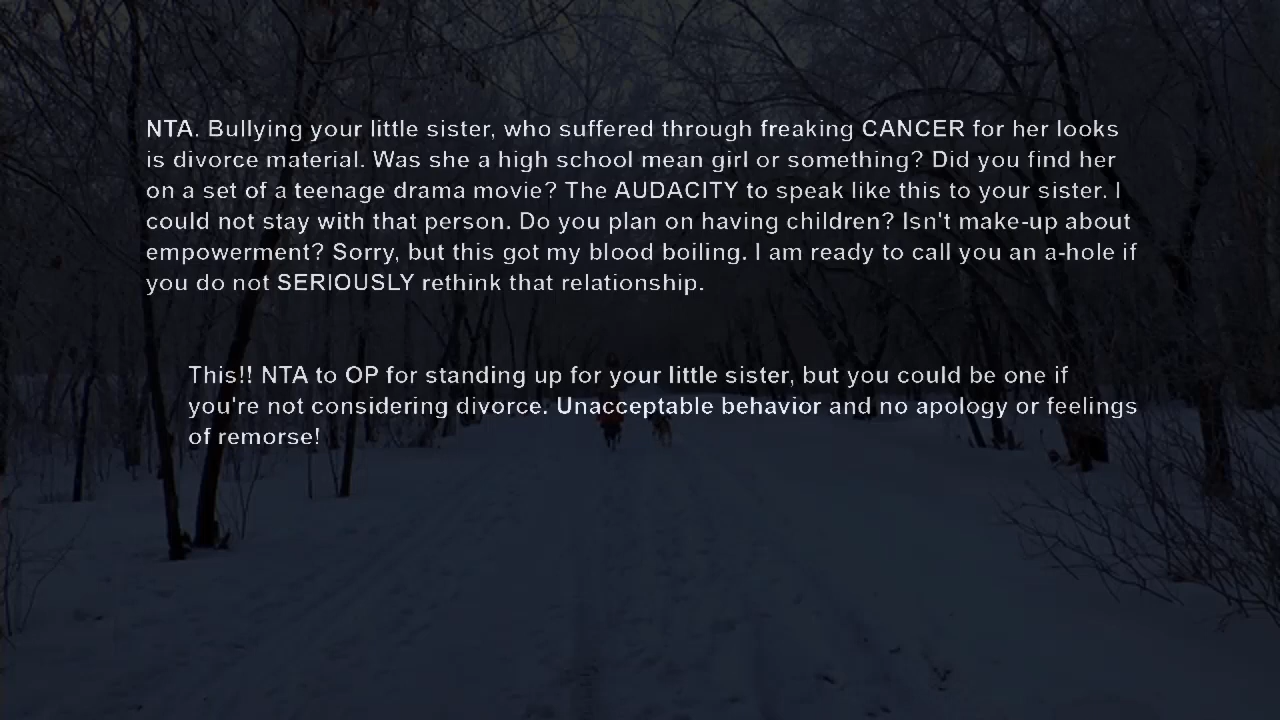 NTA. Bullying your little sister, who suffered through freaking CANCER for her looks
is divorce material. Was she a high school mean girl or something? Did you find her
on a set of a teenage drama movie? The AUDACITY to speak like this to your sister. I
could not stay with that person. Do you plan on having children? Isn't make-up about
empowerment? Sorry, but this got my blood boiling. I am ready to call you an a-hole if
you do not SERIOUSLY rethink that relationship.
This!! NTA to OP for standing up for your little sister, but you could be one if
you're not considering divorce. Unacceptable behavior and no apology or feelings
of remorse!